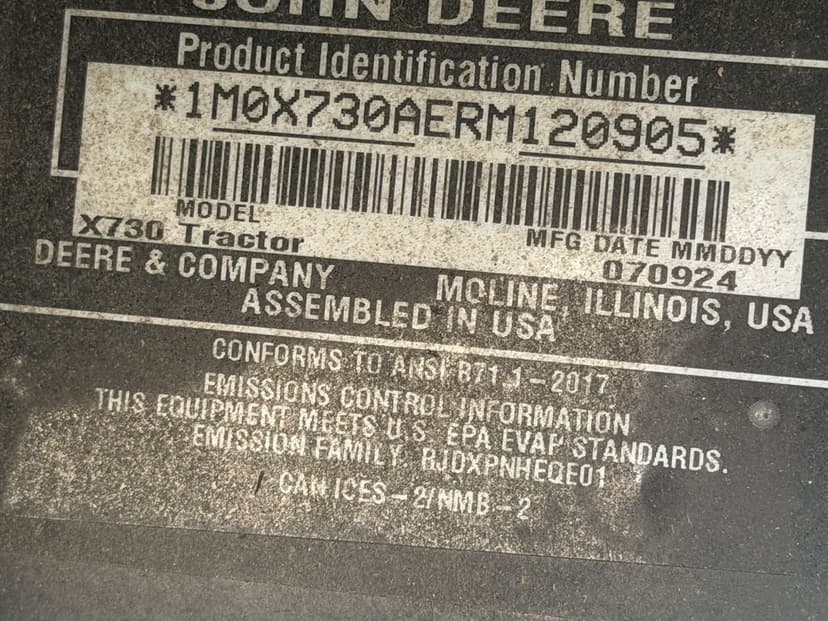 JOHN DEERE
Product Identification Number
*1M0X730AERM120905*
MODEL
X730 Tractor
MFG DATE MMDDYY
070924
DEERE & COMPANY MOLINE, ILLINOIS, USA
ASSEMBLED IN USA
CONFORMS TO ANSI B71.1-2017
EMISSIONS CONTROL INFORMATION
THIS EQUIPMENT MEETS U.S. EPA EVAP STANDARDS.
EMISSION FAMILY: RJDXPNHEQE01
CAN ICES-2/NMB-2